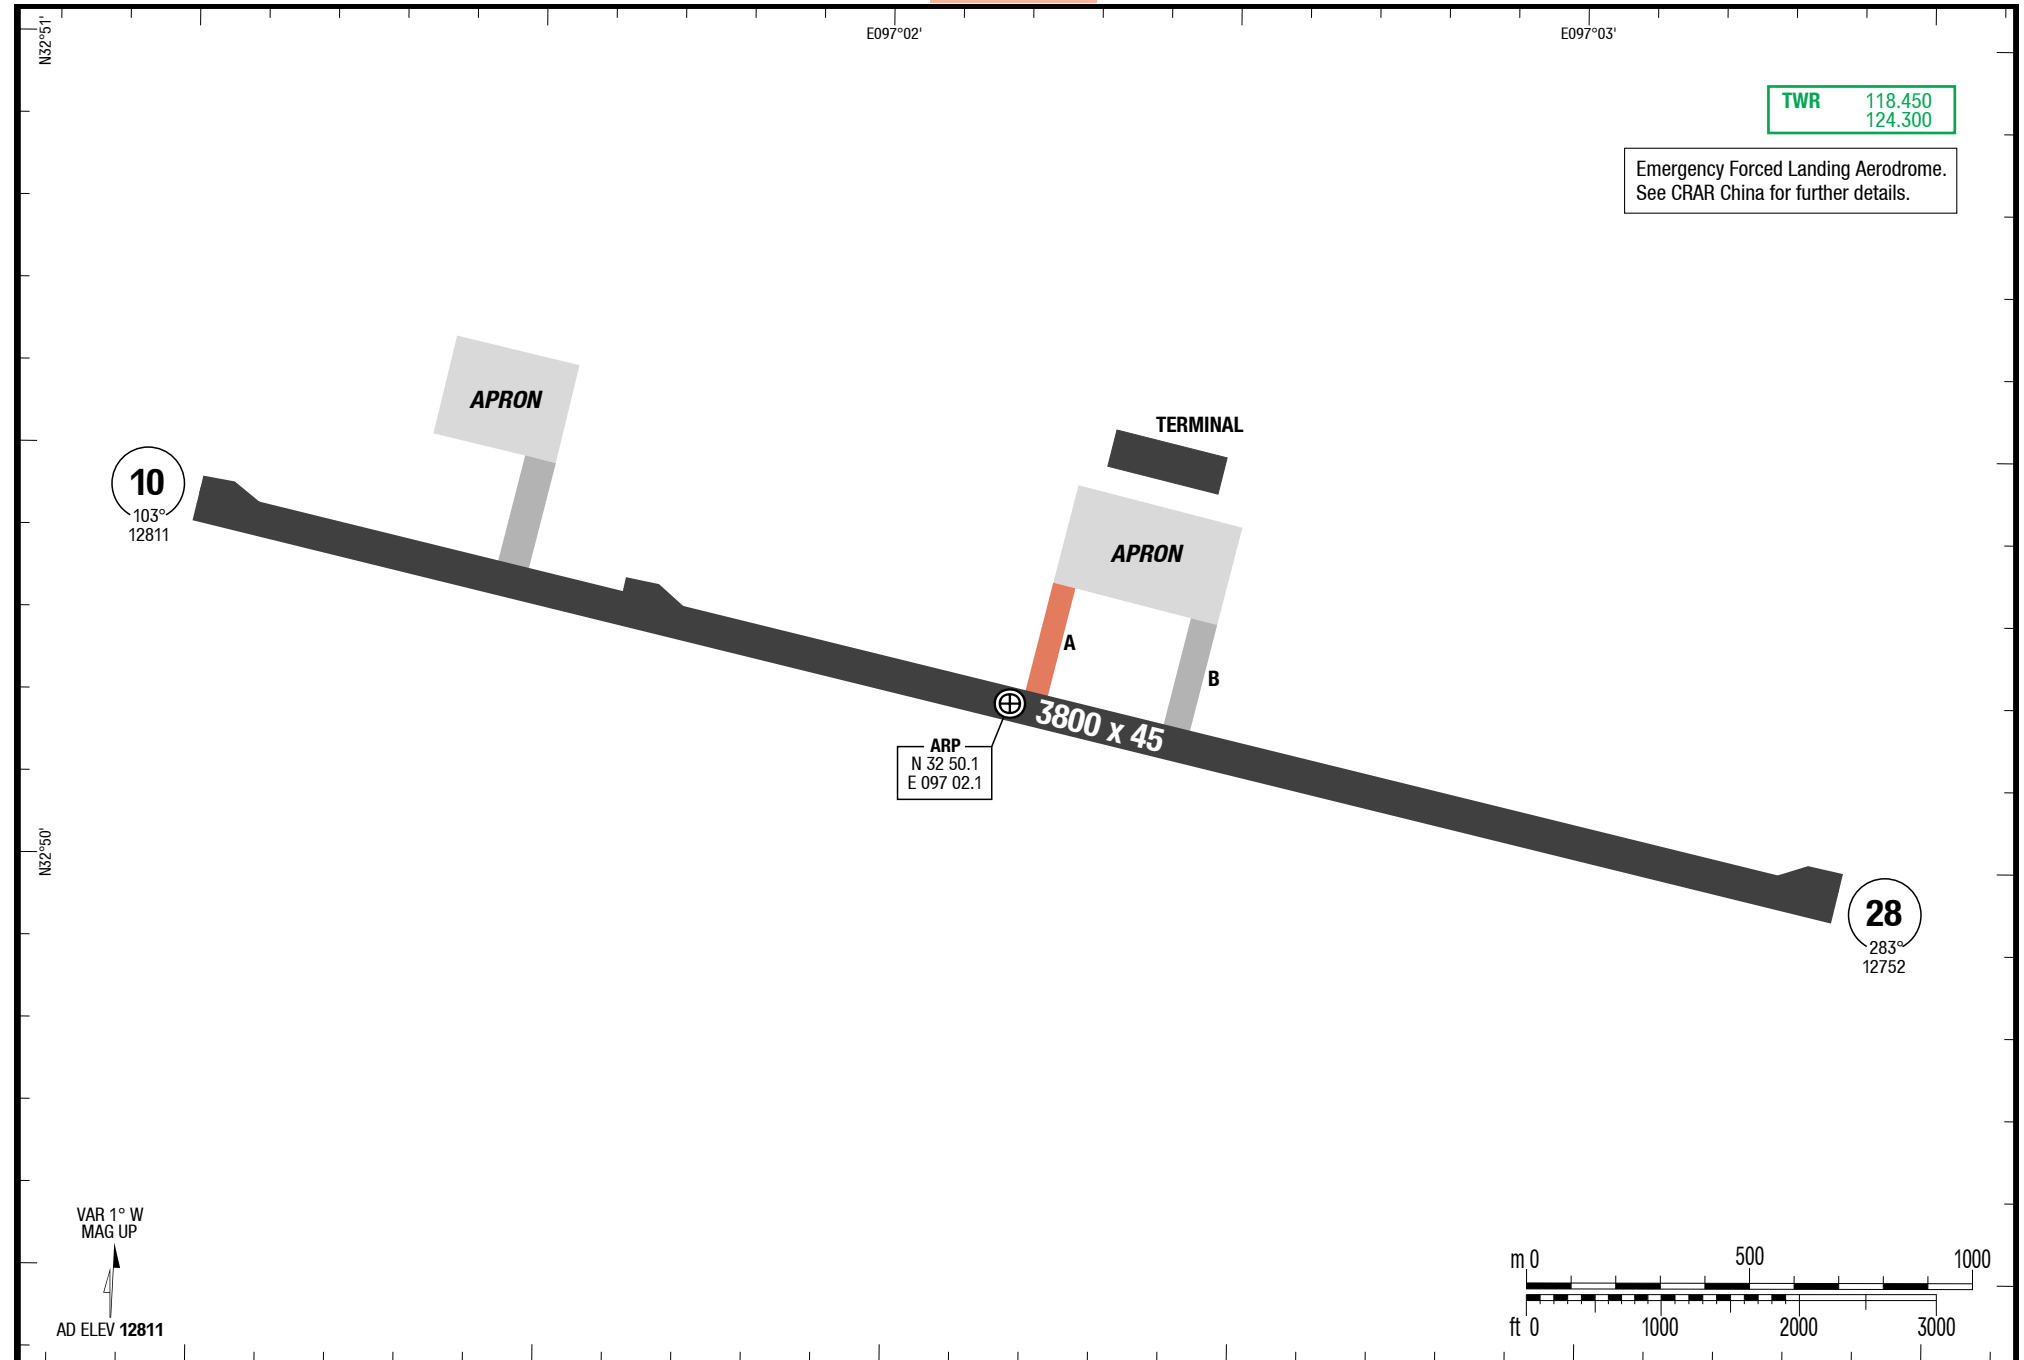 N32°51'
E097°02'
E097°03'
TWR 118.450
124.300
Emergency Forced Landing Aerodrome.
See CRAR China for further details.
APRON
TERMINAL
10
103°
12811
APRON
A
B
3800 x 45
ARP
N 32 50.1
E 097 02.1
N32°50'
28
283°
12752
VAR 1° W
MAG UP
AD ELEV 12811
m 0 500 1000
ft 0 1000 2000 3000